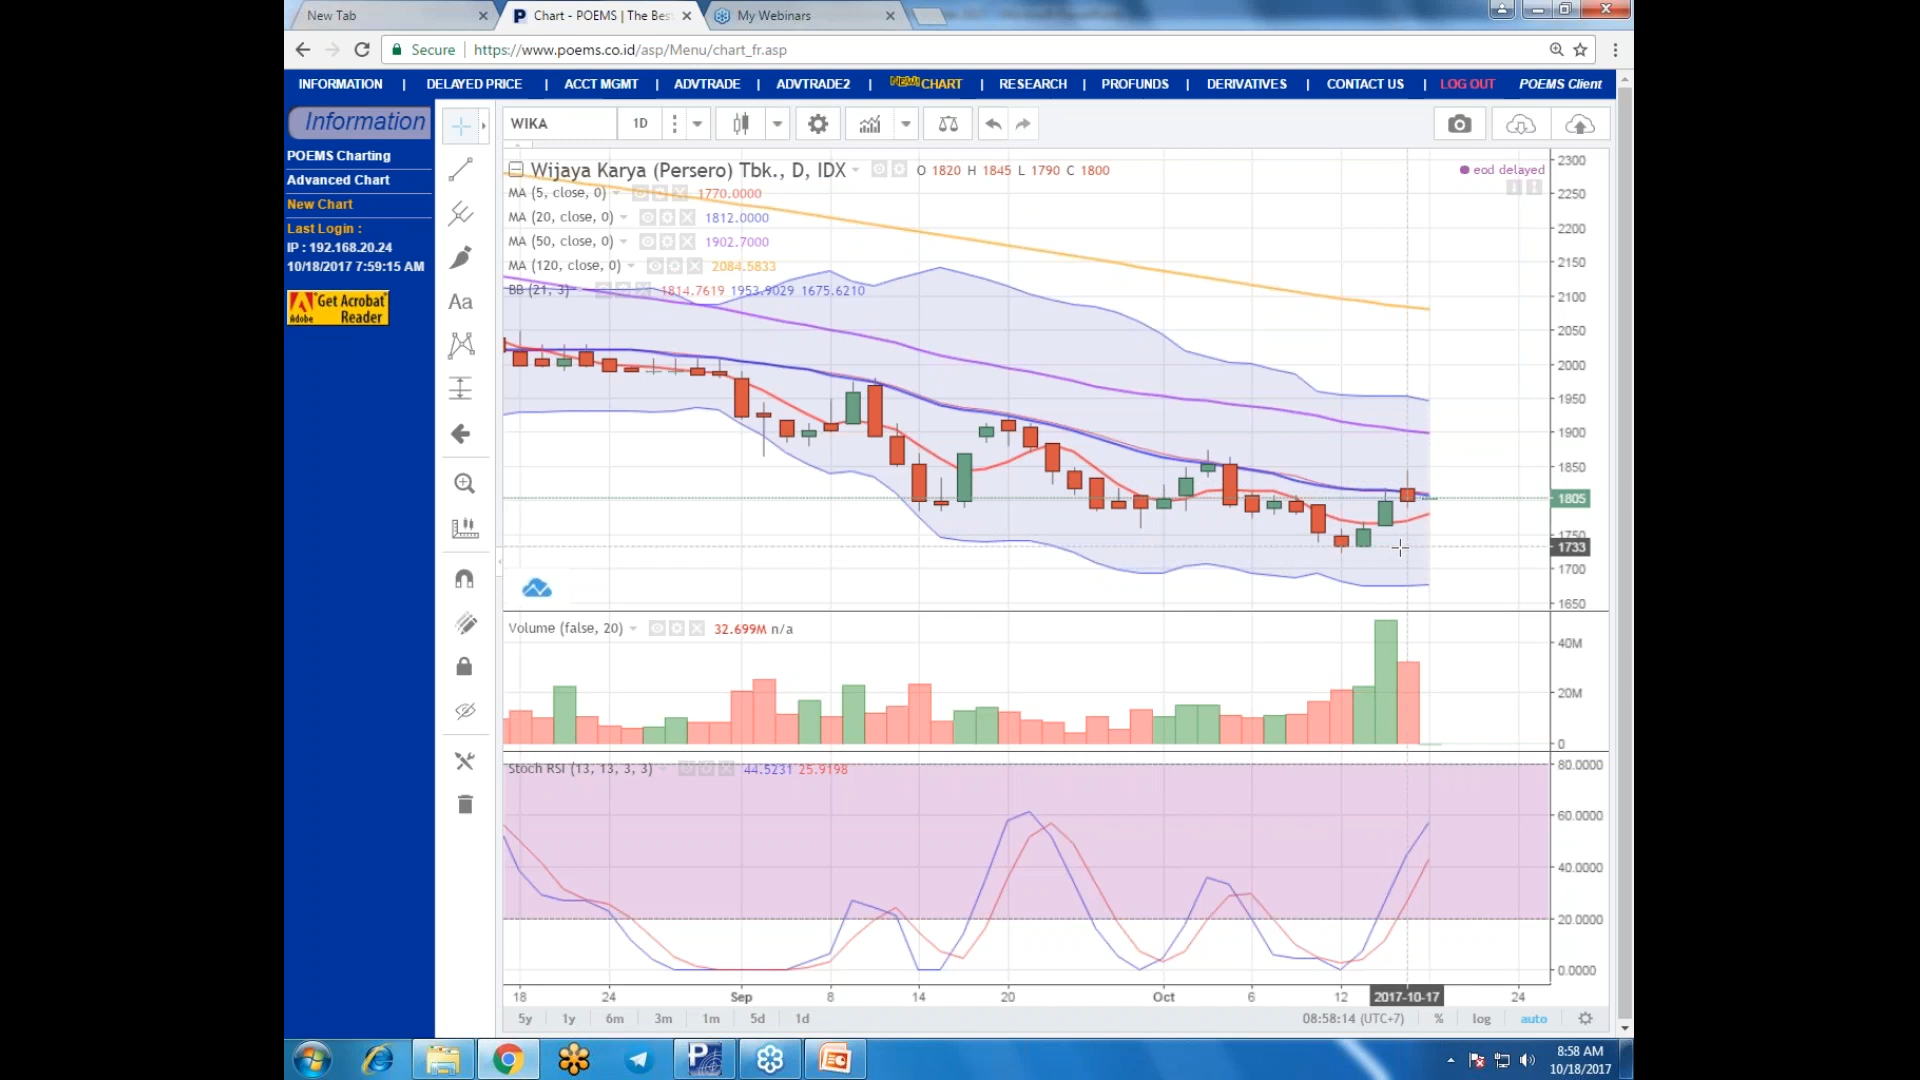 New Tab
Chart - POEMS | The Bes
My Webinars
Secure | https://www.poems.co.id/asp/Menu/chart_fr.asp
INFORMATION | DELAYED PRICE | ACCT MGMT | ADVTRADE | ADVTRADE2 | NEW! CHART | RESEARCH | PROFUNDS | DERIVATIVES | CONTACT US | LOG OUT POEMS Client
Information
POEMS Charting
Advanced Chart
New Chart
Last Login :
IP : 192.168.20.24
10/18/2017 7:59:15 AM
Get Acrobat
Adobe Reader
Aa
WIKA 1D
Wijaya Karya (Persero) Tbk., D, IDX O 1820 H 1845 L 1790 C 1800
eod delayed
MA (5, close, 0) 1770.0000
MA (20, close, 0) 1812.0000
MA (50, close, 0) 1902.7000
MA (120, close, 0) 2084.5833
BB (21, 3) 1814.7619 1953.9029 1675.6210
2300
2250
2200
2150
2100
2050
2000
1950
1900
1850
1805
1750
1733
1700
1650
Volume (false, 20) 32.699M n/a
40M
20M
0
Stoch RSI (13, 13, 3, 3) 44.5231 25.9198
80.0000
60.0000
40.0000
20.0000
0.0000
18 24 Sep 8 14 20 Oct 6 12 2017-10-17 24
5y 1y 6m 3m 1m 5d 1d 08:58:14 (UTC+7) % log auto
8:58 AM
10/18/2017